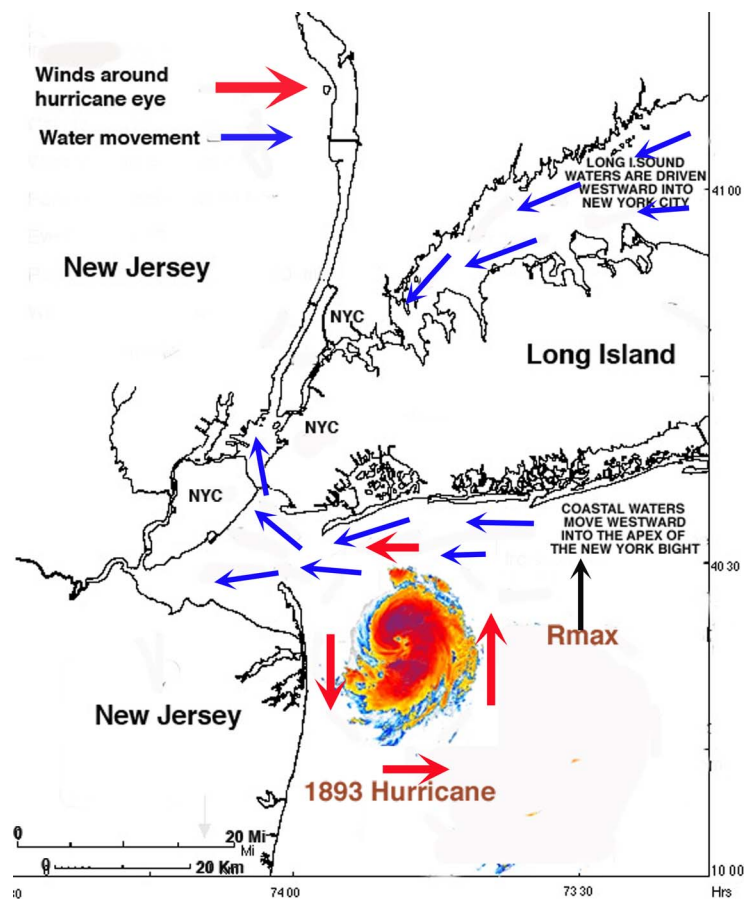 Winds around
hurricane eye
Water movement
LONG I.SOUND
WATERS ARE DRIVEN
WESTWARD INTO
NEW YORK CITY
41 00
New Jersey
NYC
Long Island
NYC
NYC
COASTAL WATERS
MOVE WESTWARD
INTO THE APEX OF
THE NEW YORK BIGHT
40 30
Rmax
New Jersey
1893 Hurricane
0 20 Mi
Mi
0 20 Km
10 00
:0 74 00 73 30 Hrs